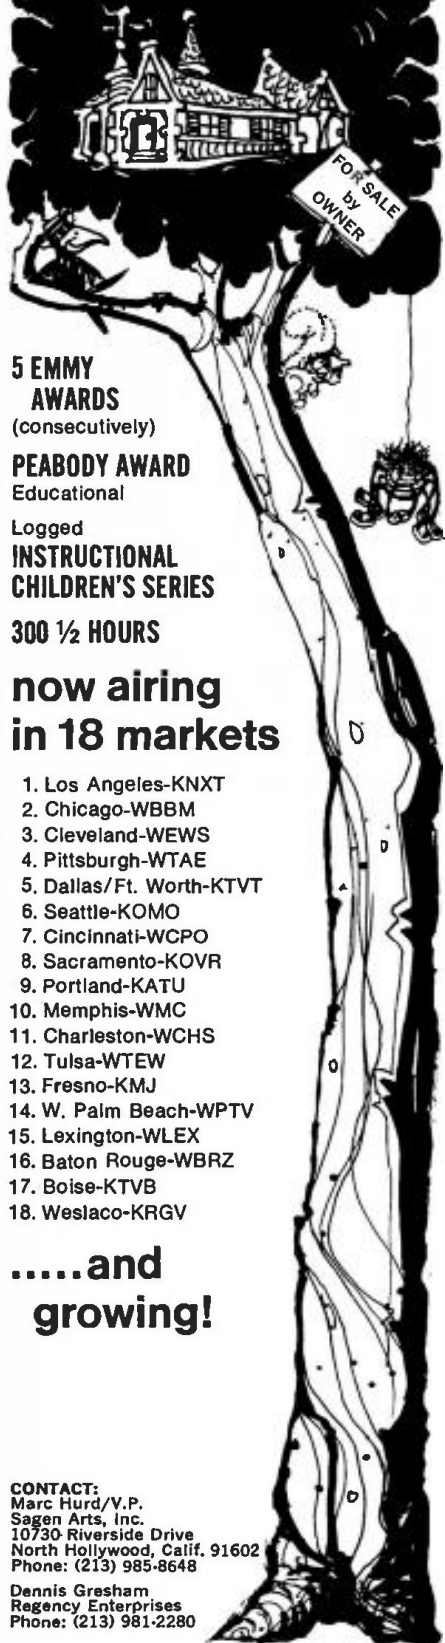 FOR SALE
by
OWNER
5 EMMY
AWARDS
(consecutively)
PEABODY AWARD
Educational
Logged
INSTRUCTIONAL
CHILDREN'S SERIES
300 ½ HOURS
now airing
in 18 markets
1. Los Angeles-KNXT
2. Chicago-WBBM
3. Cleveland-WEWS
4. Pittsburgh-WTAE
5. Dallas/Ft. Worth-KTVT
6. Seattle-KOMO
7. Cincinnati-WCPO
8. Sacramento-KOVR
9. Portland-KATU
10. Memphis-WMC
11. Charleston-WCHS
12. Tulsa-WTEW
13. Fresno-KMJ
14. W. Palm Beach-WPTV
15. Lexington-WLEX
16. Baton Rouge-WBRZ
17. Boise-KTVB
18. Weslaco-KRGV
.....and
growing!
CONTACT:
Marc Hurd/V.P.
Sagen Arts, Inc.
10730 Riverside Drive
North Hollywood, Calif. 91602
Phone: (213) 985-8648
Dennis Gresham
Regency Enterprises
Phone: (213) 981-2280